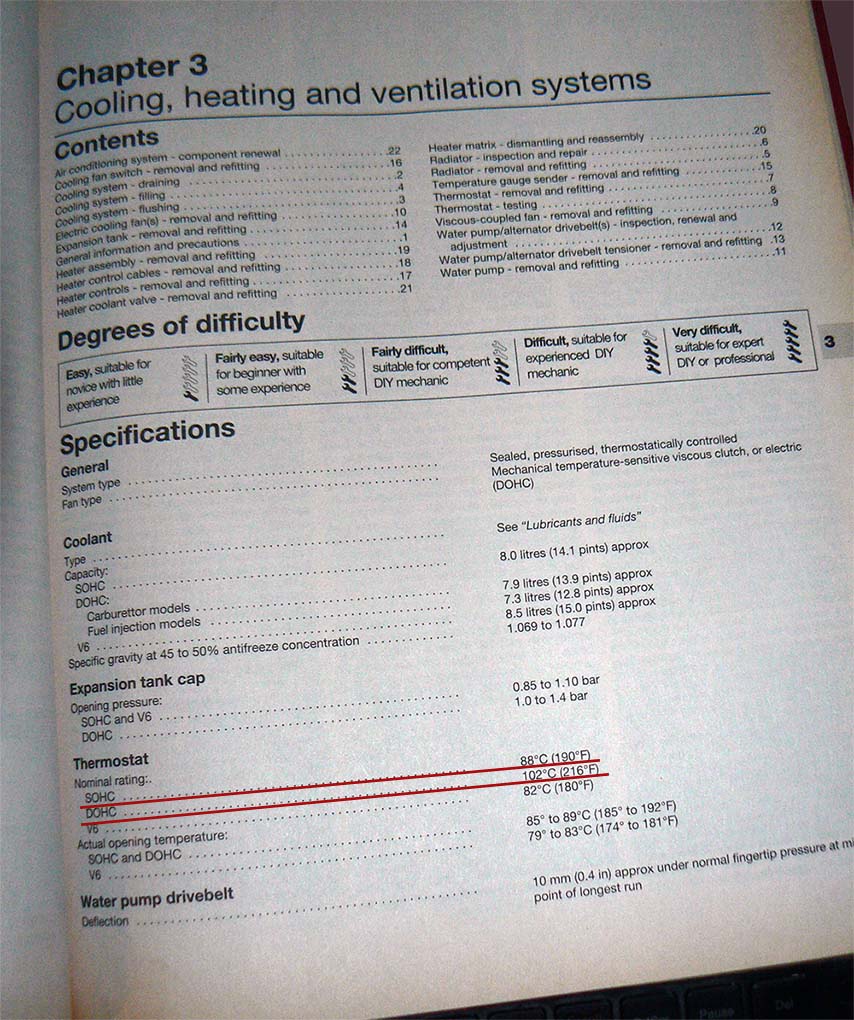 Chapter 3
Cooling, heating and ventilation systems
Contents
Air conditioning system - component renewal . . . . . . . . . . . . . . . . .22
Cooling fan switch - removal and refitting . . . . . . . . . . . . . . . . . . . .16
Cooling system - draining . . . . . . . . . . . . . . . . . . . . . . . . . . . . . . . .2
Cooling system - filling . . . . . . . . . . . . . . . . . . . . . . . . . . . . . . . . . .4
Cooling system - flushing . . . . . . . . . . . . . . . . . . . . . . . . . . . . . . . .3
Electric cooling fan(s) - removal and refitting . . . . . . . . . . . . . . . . .10
Expansion tank - removal and refitting . . . . . . . . . . . . . . . . . . . . . .14
General information and precautions . . . . . . . . . . . . . . . . . . . . . . . .1
Heater assembly - removal and refitting . . . . . . . . . . . . . . . . . . . . .19
Heater control cables - removal and refitting . . . . . . . . . . . . . . . . .18
Heater controls - removal and refitting . . . . . . . . . . . . . . . . . . . . . .17
Heater coolant valve - removal and refitting . . . . . . . . . . . . . . . . . .21
Heater matrix - dismantling and reassembly . . . . . . . . . . . . . . . . . .20
Radiator - inspection and repair . . . . . . . . . . . . . . . . . . . . . . . . . . . .6
Radiator - removal and refitting . . . . . . . . . . . . . . . . . . . . . . . . . . . .5
Temperature gauge sender - removal and refitting . . . . . . . . . . . . .15
Thermostat - removal and refitting . . . . . . . . . . . . . . . . . . . . . . . . . .7
Thermostat - testing . . . . . . . . . . . . . . . . . . . . . . . . . . . . . . . . . . . .8
Viscous-coupled fan - removal and refitting . . . . . . . . . . . . . . . . . . .9
Water pump/alternator drivebelt(s) - inspection, renewal and
adjustment . . . . . . . . . . . . . . . . . . . . . . . . . . . . . . . . . . . . . . . . .12
Water pump/alternator drivebelt tensioner - removal and refitting .13
Water pump - removal and refitting . . . . . . . . . . . . . . . . . . . . . . . .11
Degrees of difficulty
Easy, suitable for
novice with little
experience
Fairly easy, suitable
for beginner with
some experience
Fairly difficult,
suitable for competent
DIY mechanic
Difficult, suitable for
experienced DIY
mechanic
Very difficult,
suitable for expert
DIY or professional
3
Specifications
General
System type . . . . . . . . . . . . . . . . . . . . Sealed, pressurised, thermostatically controlled
Fan type . . . . . . . . . . . . . . . . . . . . Mechanical temperature-sensitive viscous clutch, or electric
(DOHC)
Coolant
Type . . . . . . . . . . . . . . . . . . . . See "Lubricants and fluids"
Capacity:
SOHC . . . . . . . . . . . . . . . . . . . . 8.0 litres (14.1 pints) approx
DOHC:
Carburettor models . . . . . . . . . . . . . . . . . . . . 7.9 litres (13.9 pints) approx
Fuel injection models . . . . . . . . . . . . . . . . . . . . 7.3 litres (12.8 pints) approx
V6 . . . . . . . . . . . . . . . . . . . . 8.5 litres (15.0 pints) approx
Specific gravity at 45 to 50% antifreeze concentration . . . . . . . . . . 1.069 to 1.077
Expansion tank cap
Opening pressure:
SOHC and V6 . . . . . . . . . . . . . . . . . . . . 0.85 to 1.10 bar
DOHC . . . . . . . . . . . . . . . . . . . . 1.0 to 1.4 bar
Thermostat
Nominal rating:.
SOHC . . . . . . . . . . . . . . . . . . . . 88°C (190°F)
DOHC . . . . . . . . . . . . . . . . . . . . 102°C (216°F)
V6 . . . . . . . . . . . . . . . . . . . . 82°C (180°F)
Actual opening temperature:
SOHC and DOHC . . . . . . . . . . . . . . . . . . . . 85° to 89°C (185° to 192°F)
V6 . . . . . . . . . . . . . . . . . . . . 79° to 83°C (174° to 181°F)
Water pump drivebelt
Deflection . . . . . . . . . . . . . . . . . . . . 10 mm (0.4 in) approx under normal fingertip pressure at mi
point of longest run
Pause
Del